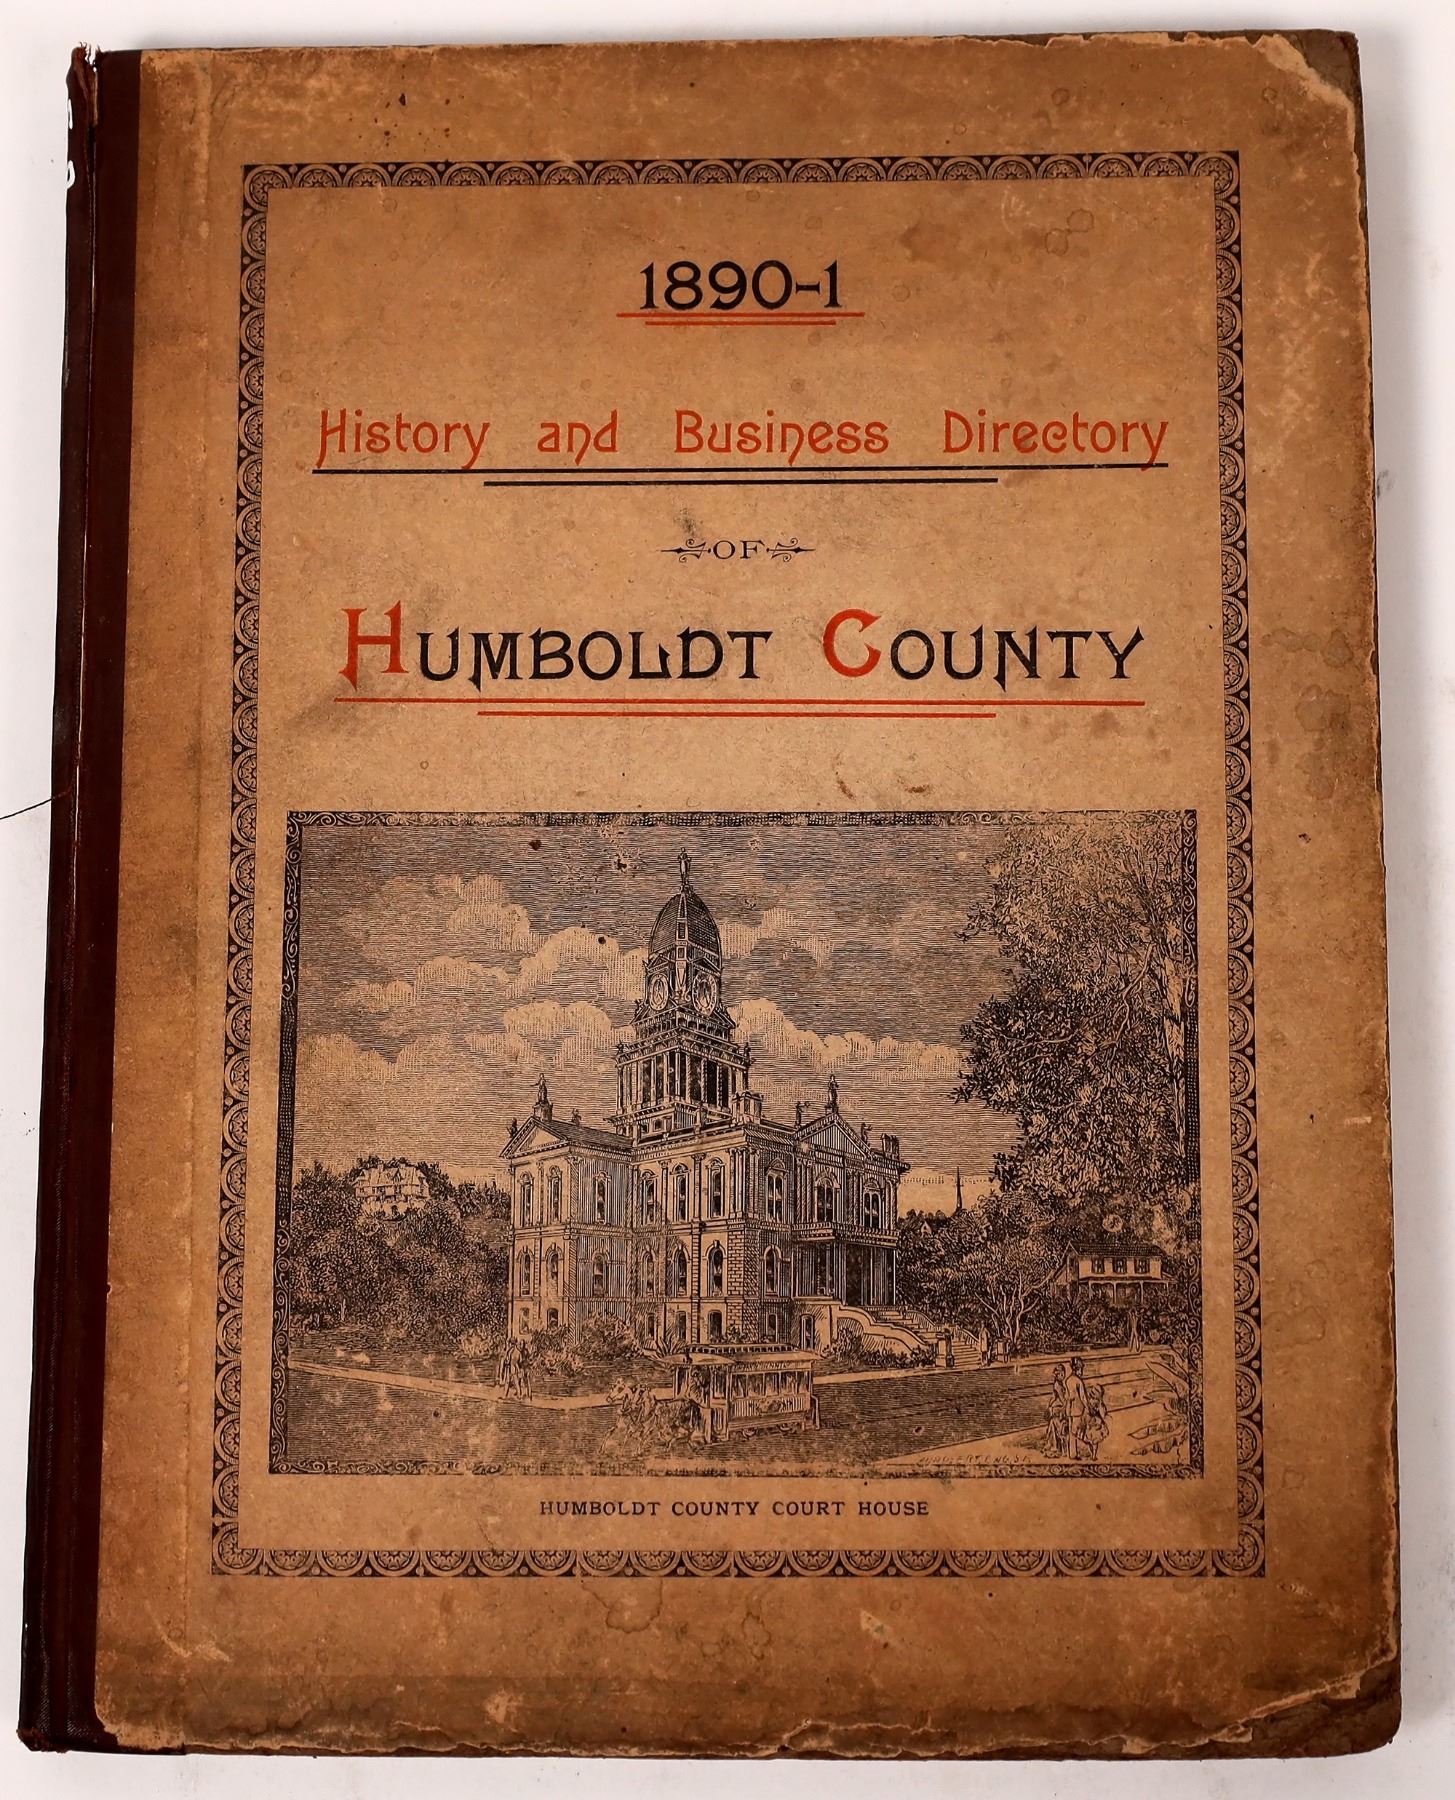 1890-1
History and Business Directory
OF
HUMBOLDT COUNTY
HUMBOLDT COUNTY COURT HOUSE